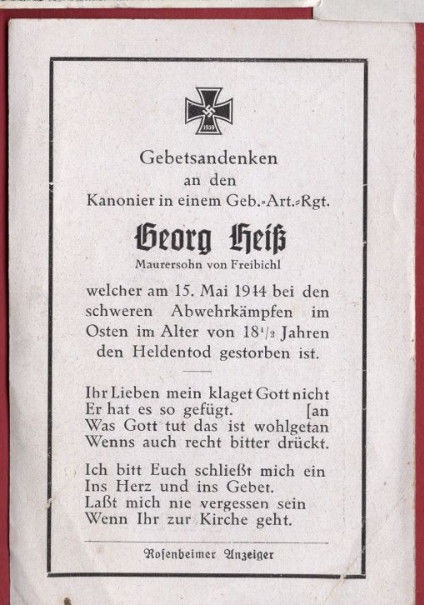 1939
Gebetsandenken
an den
Kanonier in einem Geb.-Art.-Rgt.
Georg Heiß
Maurersohn von Freibichl
welcher am 15. Mai 1944 bei den
schweren Abwehrkämpfen im
Osten im Alter von 18 1/2 Jahren
den Heldentod gestorben ist.
Ihr Lieben mein klaget Gott nicht
Er hat es so gefügt. [an
Was Gott tut das ist wohlgetan
Wenns auch recht bitter drückt.
Ich bitt Euch schließt mich ein
Ins Herz und ins Gebet.
Laßt mich nie vergessen sein
Wenn Ihr zur Kirche geht.
Rosenheimer Anzeiger